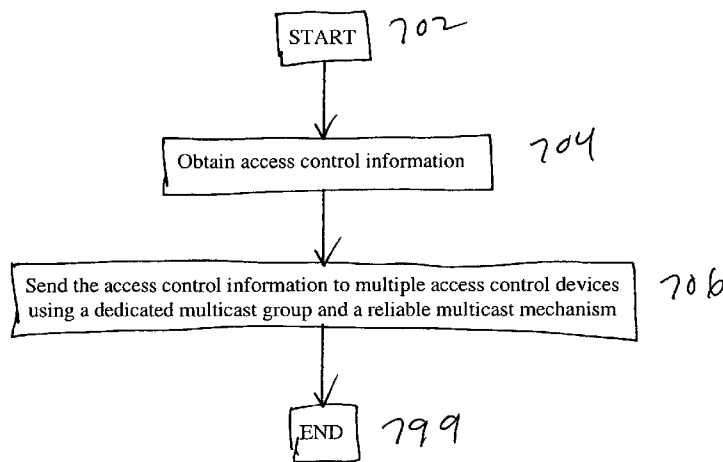 START 702
Obtain access control information 704
Send the access control information to multiple access control devices 706
using a dedicated multicast group and a reliable multicast mechanism
END 799